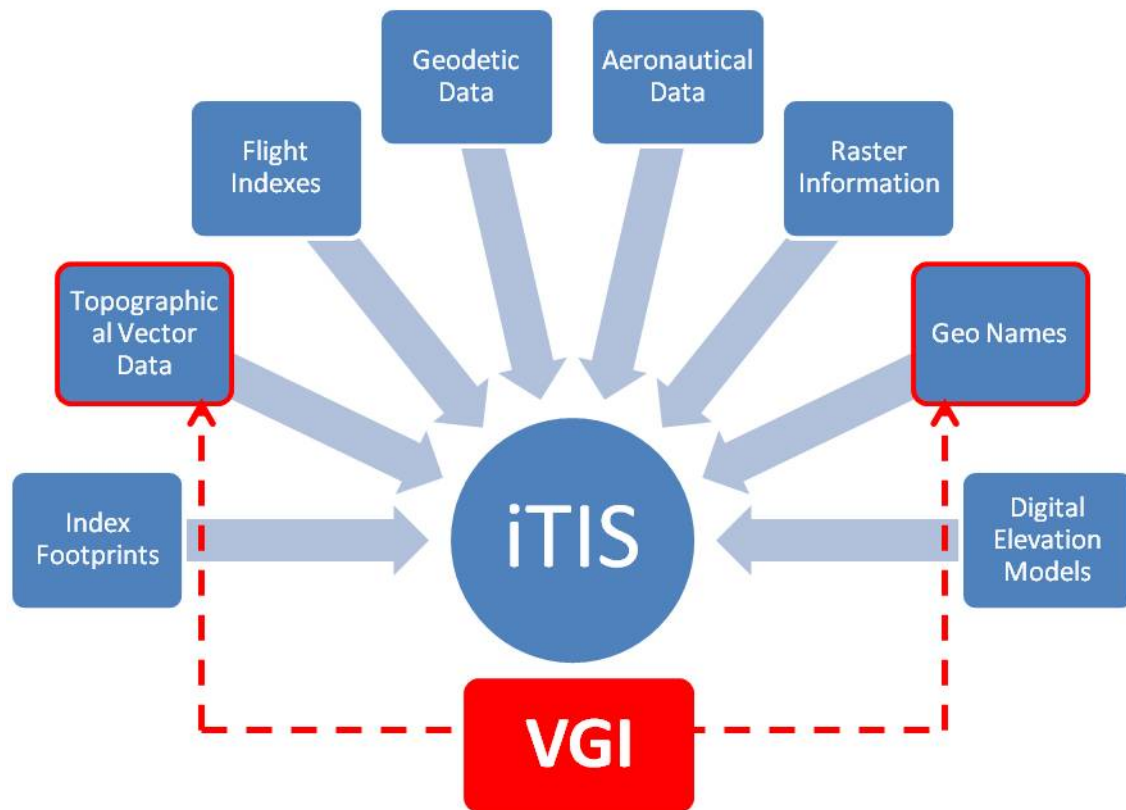 Geodetic
Data
Aeronautical
Data
Flight
Indexes
Raster
Information
Topographic
al Vector
Data
Geo Names
Index
Footprints
iTIS
Digital
Elevation
Models
VGI